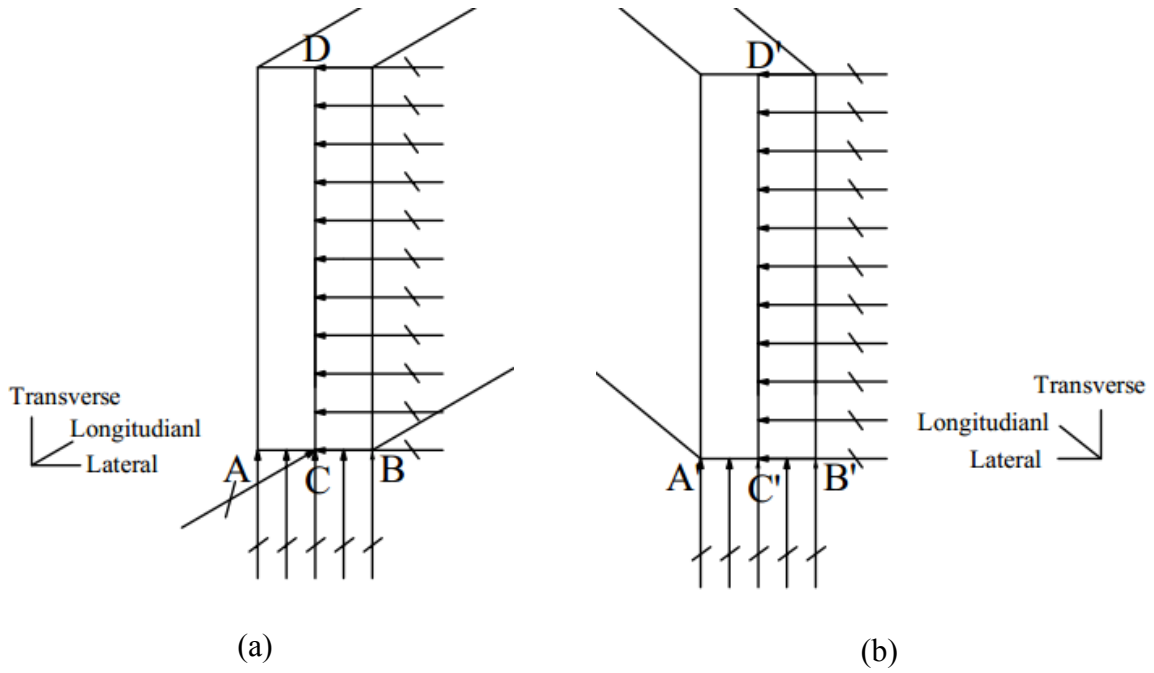 D
Transverse
Longitudianl
Lateral
A
C
B
(a)
D'
Transverse
Longitudianl
Lateral
A'
C'
B'
(b)